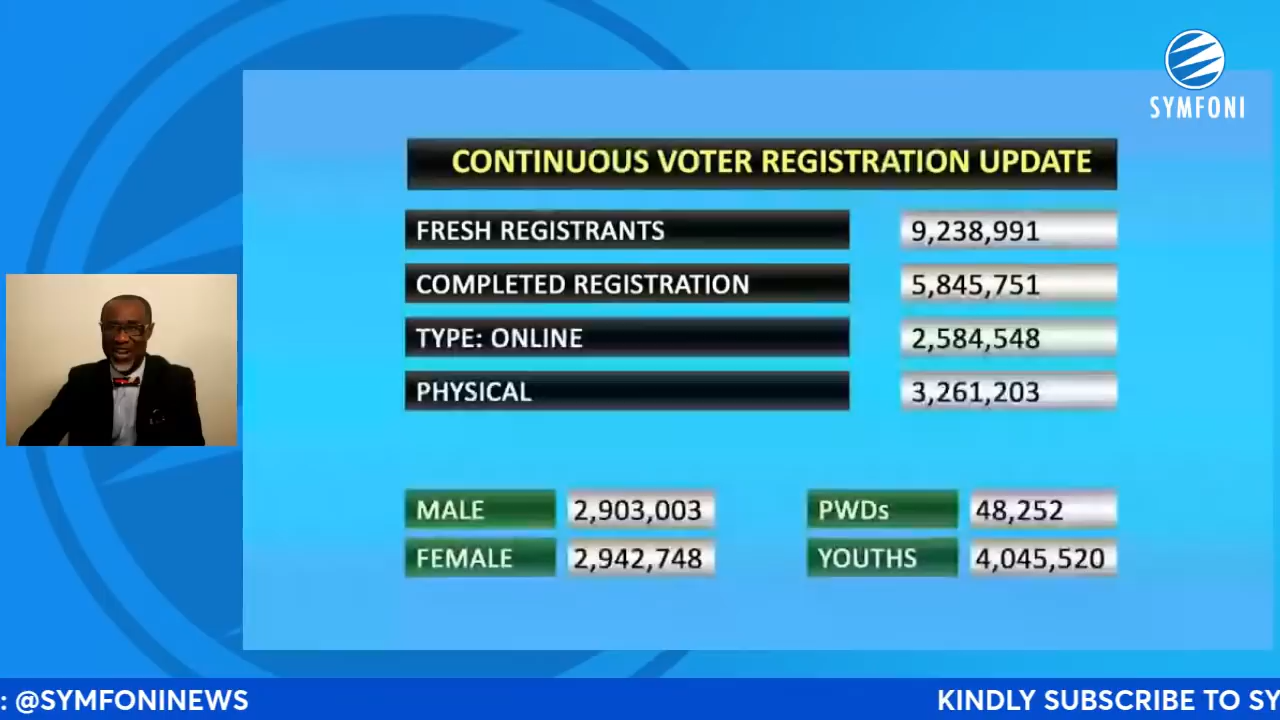 SYMFONI
CONTINUOUS VOTER REGISTRATION UPDATE
FRESH REGISTRANTS 9,238,991
COMPLETED REGISTRATION 5,845,751
TYPE: ONLINE 2,584,548
PHYSICAL 3,261,203
MALE 2,903,003 PWDs 48,252
FEMALE 2,942,748 YOUTHS 4,045,520
: @SYMFONINEWS KINDLY SUBSCRIBE TO SY